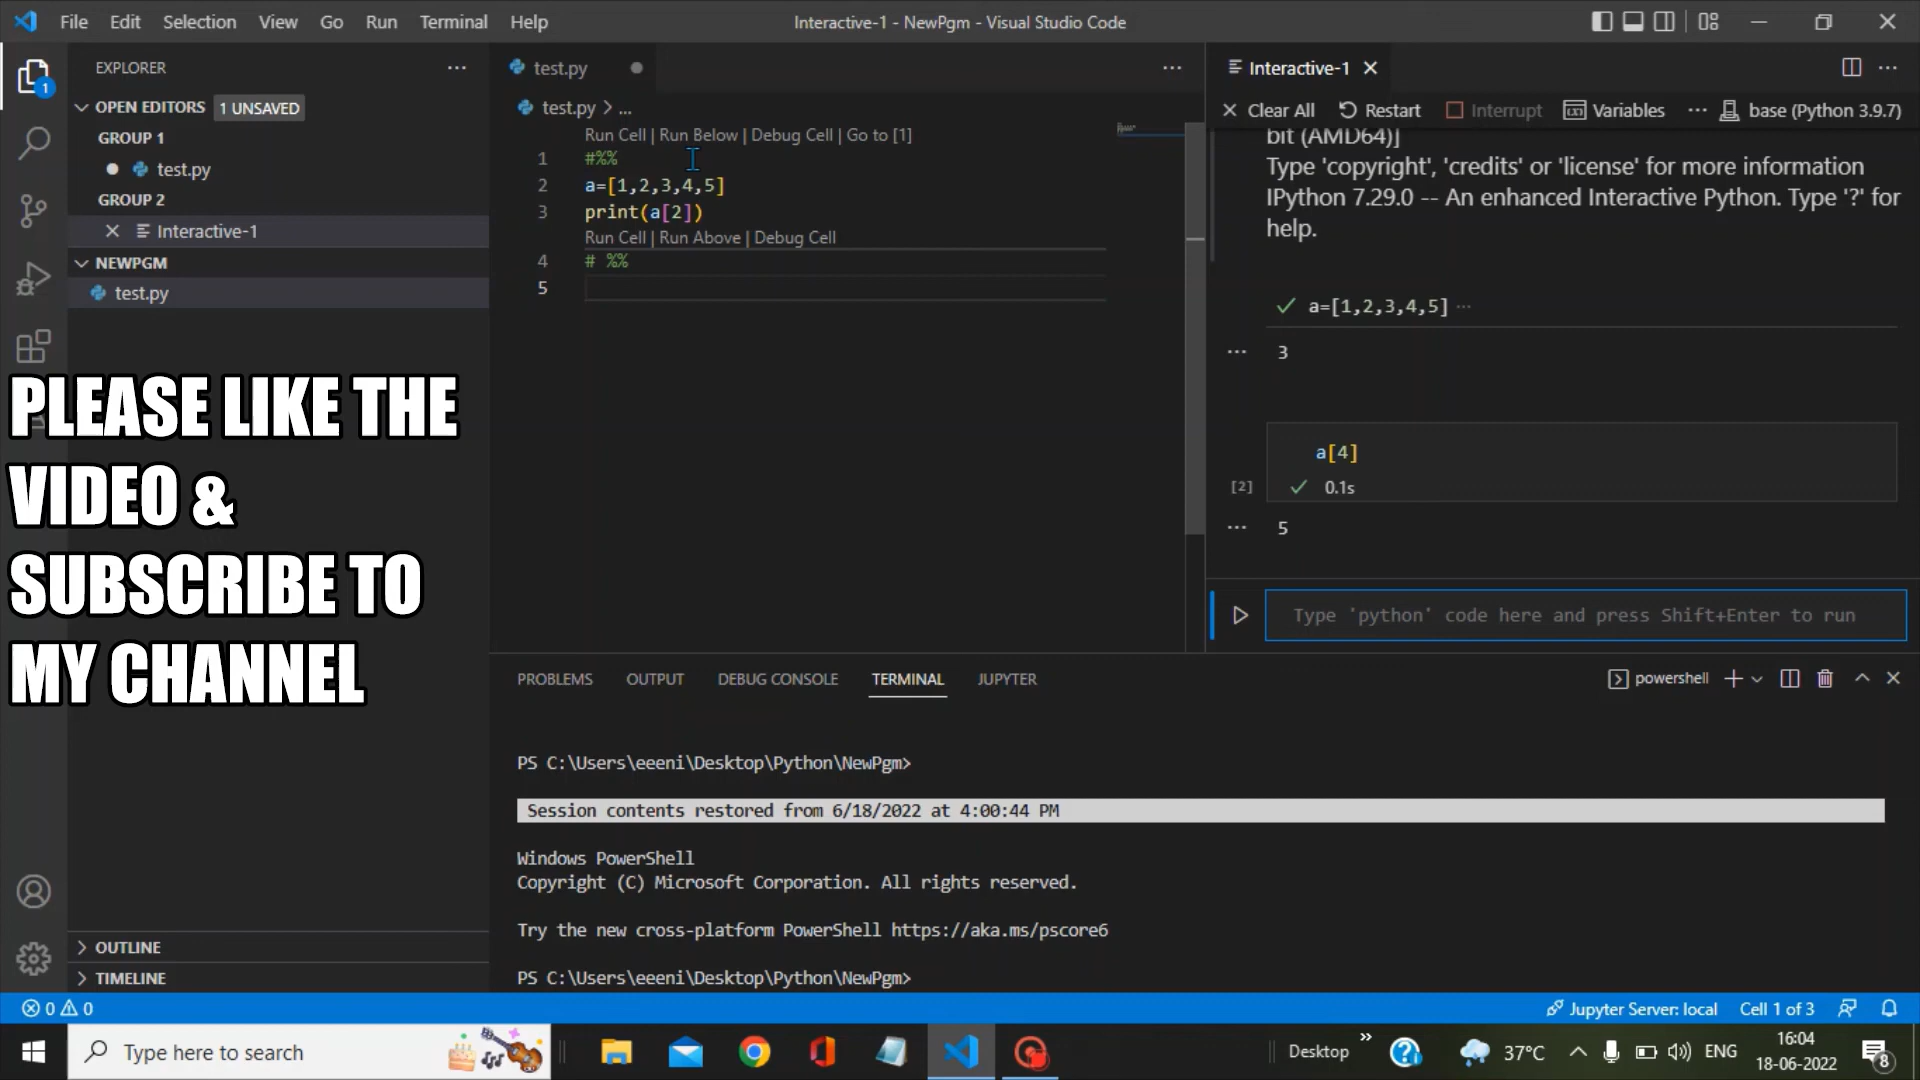 File Edit Selection View Go Run Terminal Help
Interactive-1 - NewPgm - Visual Studio Code
EXPLORER
OPEN EDITORS 1 UNSAVED
GROUP 1
test.py
GROUP 2
Interactive-1
NEWPGM
test.py
1
PLEASE LIKE THE
VIDEO &
SUBSCRIBE TO
MY CHANNEL
OUTLINE
TIMELINE
test.py
test.py > ...
Run Cell | Run Below | Debug Cell | Go to [1]
1 #%%
2 a=[1,2,3,4,5]
3 print(a[2])
Run Cell | Run Above | Debug Cell
4 # %%
5
Interactive-1
Clear All Restart Interrupt Variables ... base (Python 3.9.7)
bit (AMD64)]
Type 'copyright', 'credits' or 'license' for more information
IPython 7.29.0 -- An enhanced Interactive Python. Type '?' for
help.
a=[1,2,3,4,5] ...
... 3
a[4]
[2] 0.1s
... 5
Type 'python' code here and press Shift+Enter to run
PROBLEMS OUTPUT DEBUG CONSOLE TERMINAL JUPYTER
powershell
PS C:\Users\eeeni\Desktop\Python\NewPgm>
Session contents restored from 6/18/2022 at 4:00:44 PM
Windows PowerShell
Copyright (C) Microsoft Corporation. All rights reserved.
Try the new cross-platform PowerShell https://aka.ms/pscore6
PS C:\Users\eeeni\Desktop\Python\NewPgm>
0 0
Jupyter Server: local Cell 1 of 3
Type here to search
Desktop
37°C
ENG
16:04
18-06-2022
8